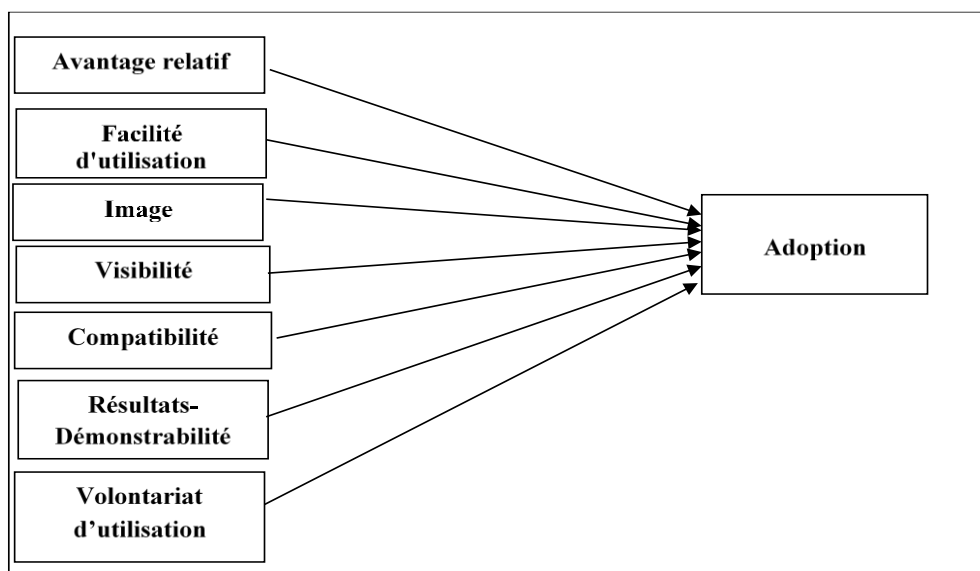 Avantage relatif
Facilité
d'utilisation
Image
Visibilité
Compatibilité
Résultats-
Démonstrabilité
Volontariat
d’utilisation
Adoption